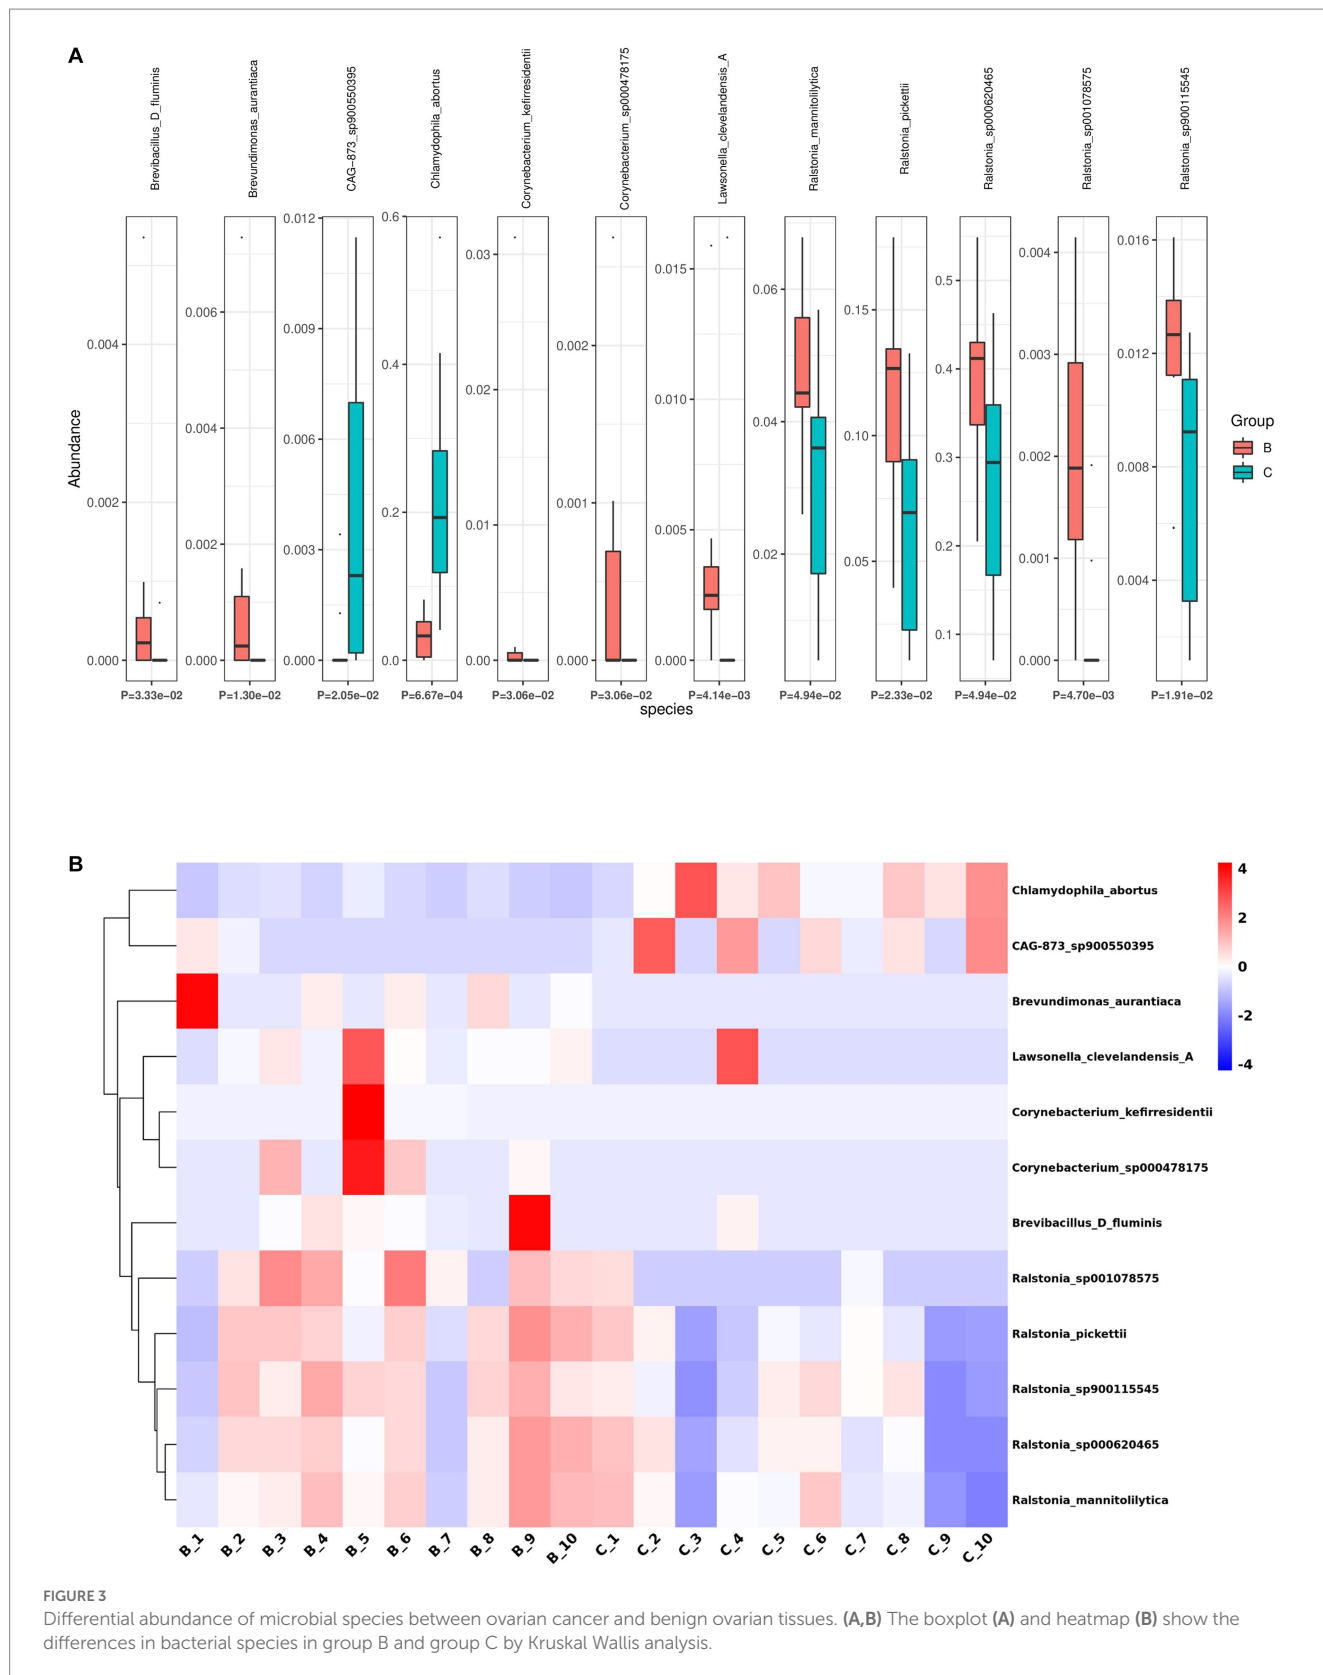 A
Brevibacillus_D_fluminis
Brevundimonas_aurantiaca
CAG-873_sp900550395
Chlamydophila_abortus
Corynebacterium_kefirresidentii
Corynebacterium_sp000478175
Lawsonella_clevelandensis_A
Ralstonia_mannitolilytica
Ralstonia_pickettii
Ralstonia_sp000620465
Ralstonia_sp001078575
Ralstonia_sp900115545
Abundance
0.004
0.002
0.000
0.006
0.004
0.002
0.000
0.012
0.009
0.006
0.003
0.000
0.6
0.4
0.2
0.0
0.03
0.02
0.01
0.00
0.002
0.001
0.000
0.015
0.010
0.005
0.000
0.06
0.04
0.02
0.15
0.10
0.05
0.5
0.4
0.3
0.2
0.1
0.004
0.003
0.002
0.001
0.000
0.016
0.012
0.008
0.004
P=3.33e-02 P=1.30e-02 P=2.05e-02 P=6.67e-04 P=3.06e-02 P=3.06e-02 P=4.14e-03 P=4.94e-02 P=2.33e-02 P=4.94e-02 P=4.70e-03 P=1.91e-02
species
Group
B
C
B
Chlamydophila_abortus
CAG-873_sp900550395
Brevundimonas_aurantiaca
Lawsonella_clevelandensis_A
Corynebacterium_kefirresidentii
Corynebacterium_sp000478175
Brevibacillus_D_fluminis
Ralstonia_sp001078575
Ralstonia_pickettii
Ralstonia_sp900115545
Ralstonia_sp000620465
Ralstonia_mannitolilytica
4
2
0
-2
-4
B_1 B_2 B_3 B_4 B_5 B_6 B_7 B_8 B_9 B_10 C_1 C_2 C_3 C_4 C_5 C_6 C_7 C_8 C_9 C_10
FIGURE 3
Differential abundance of microbial species between ovarian cancer and benign ovarian tissues. (A,B) The boxplot (A) and heatmap (B) show the
differences in bacterial species in group B and group C by Kruskal Wallis analysis.